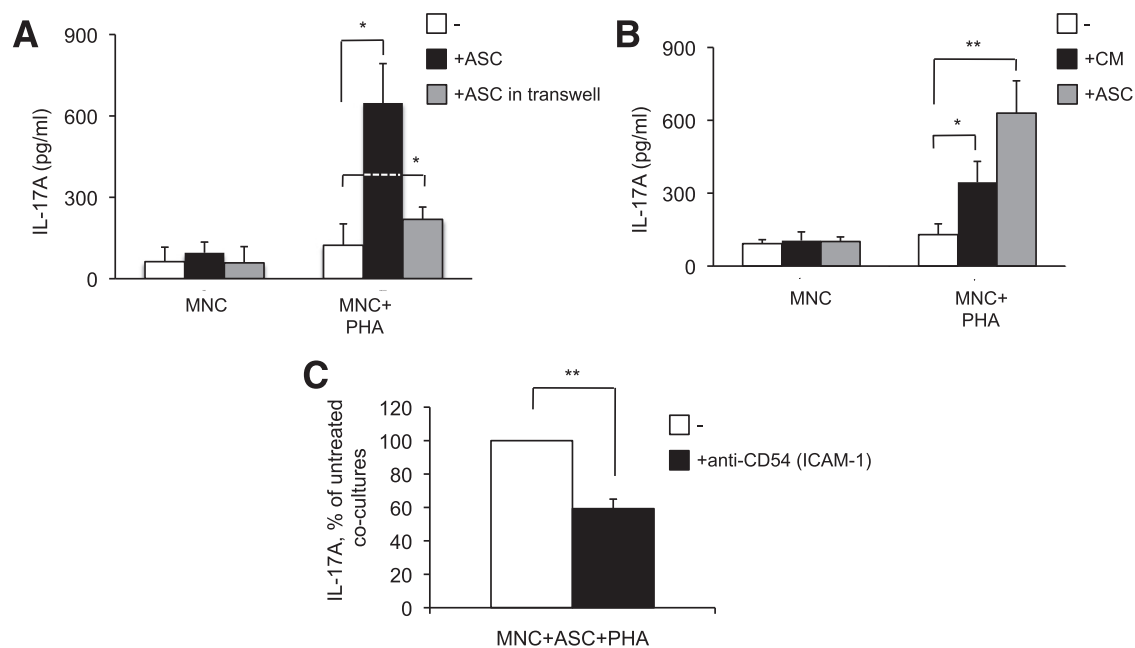 A
900
600
300
0
IL-17A (pg/ml)
*
*
-
+ASC
+ASC in transwell
MNC
MNC+
PHA
B
900
600
300
0
IL-17A (pg/ml)
**
*
-
+CM
+ASC
MNC
MNC+
PHA
C
120
100
80
60
40
20
0
IL-17A, % of untreated
co-cultures
**
-
+anti-CD54 (ICAM-1)
MNC+ASC+PHA